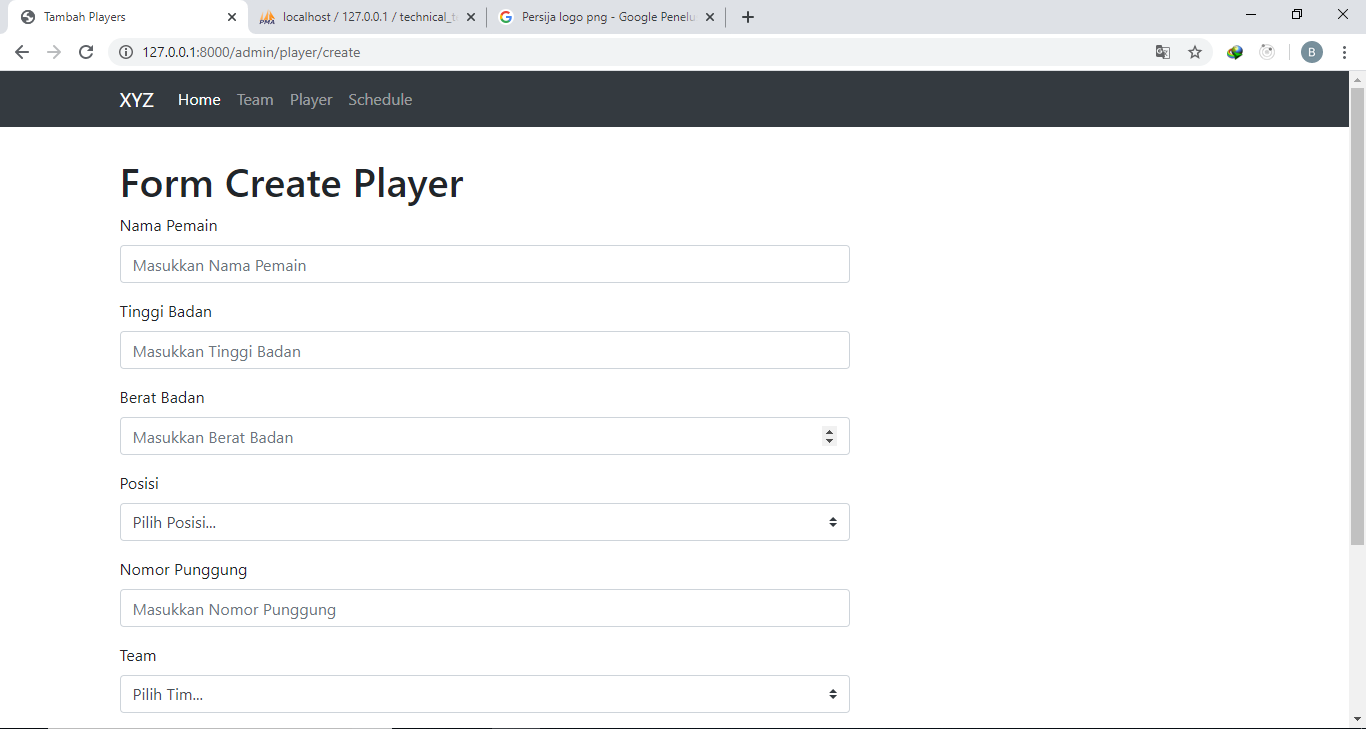 Tambah Players
localhost / 127.0.0.1 / technical_t
Persija logo png - Google Penelu
127.0.0.1:8000/admin/player/create
B
XYZ Home Team Player Schedule
Form Create Player
Nama Pemain
Masukkan Nama Pemain
Tinggi Badan
Masukkan Tinggi Badan
Berat Badan
Masukkan Berat Badan
Posisi
Pilih Posisi...
Nomor Punggung
Masukkan Nomor Punggung
Team
Pilih Tim...